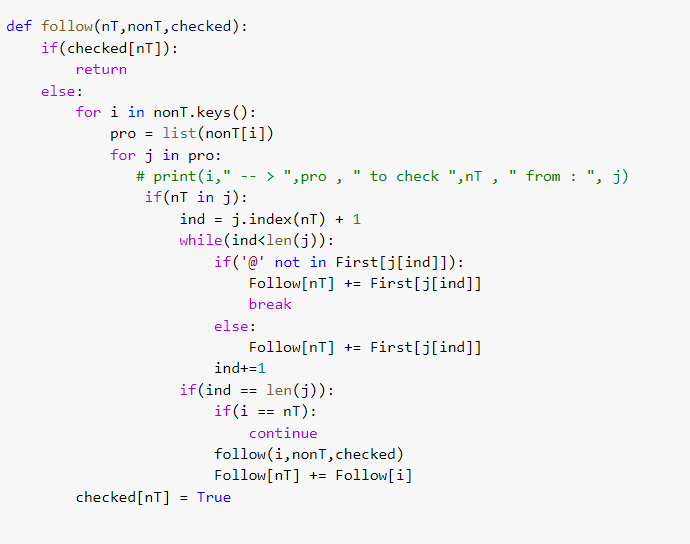 def follow(nT,nonT,checked):
    if(checked[nT]):
        return
    else:
        for i in nonT.keys():
            pro = list(nonT[i])
            for j in pro:
               # print(i," -- > ",pro , " to check ",nT , " from : ", j)
                if(nT in j):
                    ind = j.index(nT) + 1
                    while(ind<len(j)):
                        if('@' not in First[j[ind]]):
                            Follow[nT] += First[j[ind]]
                            break
                        else:
                            Follow[nT] += First[j[ind]]
                        ind+=1
                    if(ind == len(j)):
                        if(i == nT):
                            continue
                        follow(i,nonT,checked)
                        Follow[nT] += Follow[i]
        checked[nT] = True